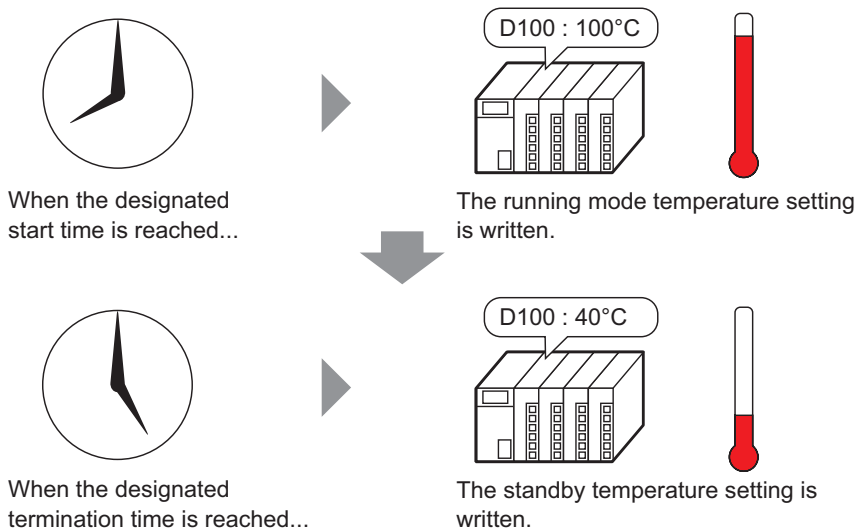 D100 : 100°C
When the designated
start time is reached...
The running mode temperature setting
is written.
D100 : 40°C
When the designated
termination time is reached...
The standby temperature setting is
written.